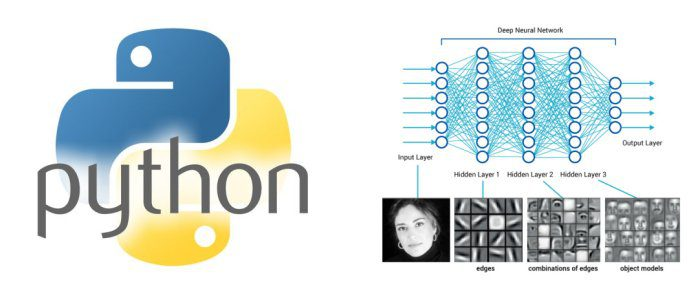 python
Deep Neural Network
Input Layer
Output Layer
Hidden Layer 1
Hidden Layer 2
Hidden Layer 3
edges
combinations of edges
object models